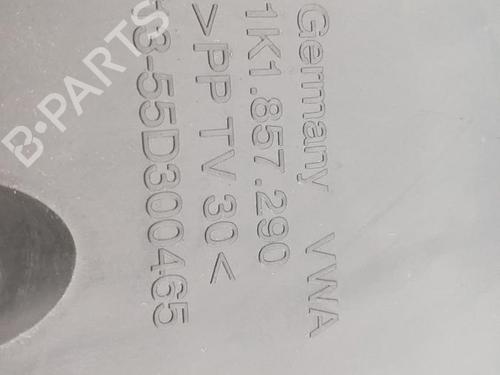 Germany VWA
1K1.857.290
>PP TV 30<
3-55D300465
B-PARTS